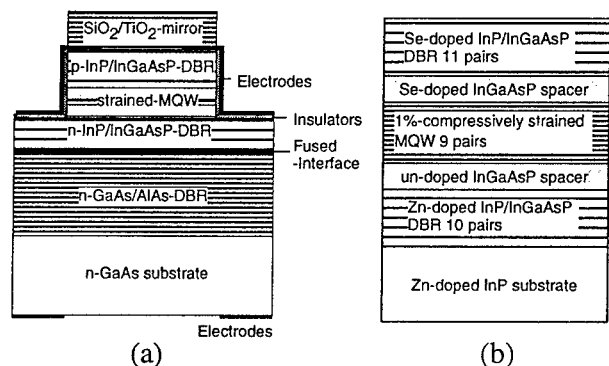 SiO2/TiO2-mirror
p-InP/InGaAsP-DBR
Electrodes
strained-MQW
Insulators
n-InP/InGaAsP-DBR
Fused
-Interface
n-GaAs/AlAs-DBR
n-GaAs substrate
Electrodes
(a)
Se-doped InP/InGaAsP
DBR 11 pairs
Se-doped InGaAsP spacer
1%-compressively strained
MQW 9 pairs
un-doped InGaAsP spacer
Zn-doped InP/InGaAsP
DBR 10 pairs
Zn-doped InP substrate
(b)